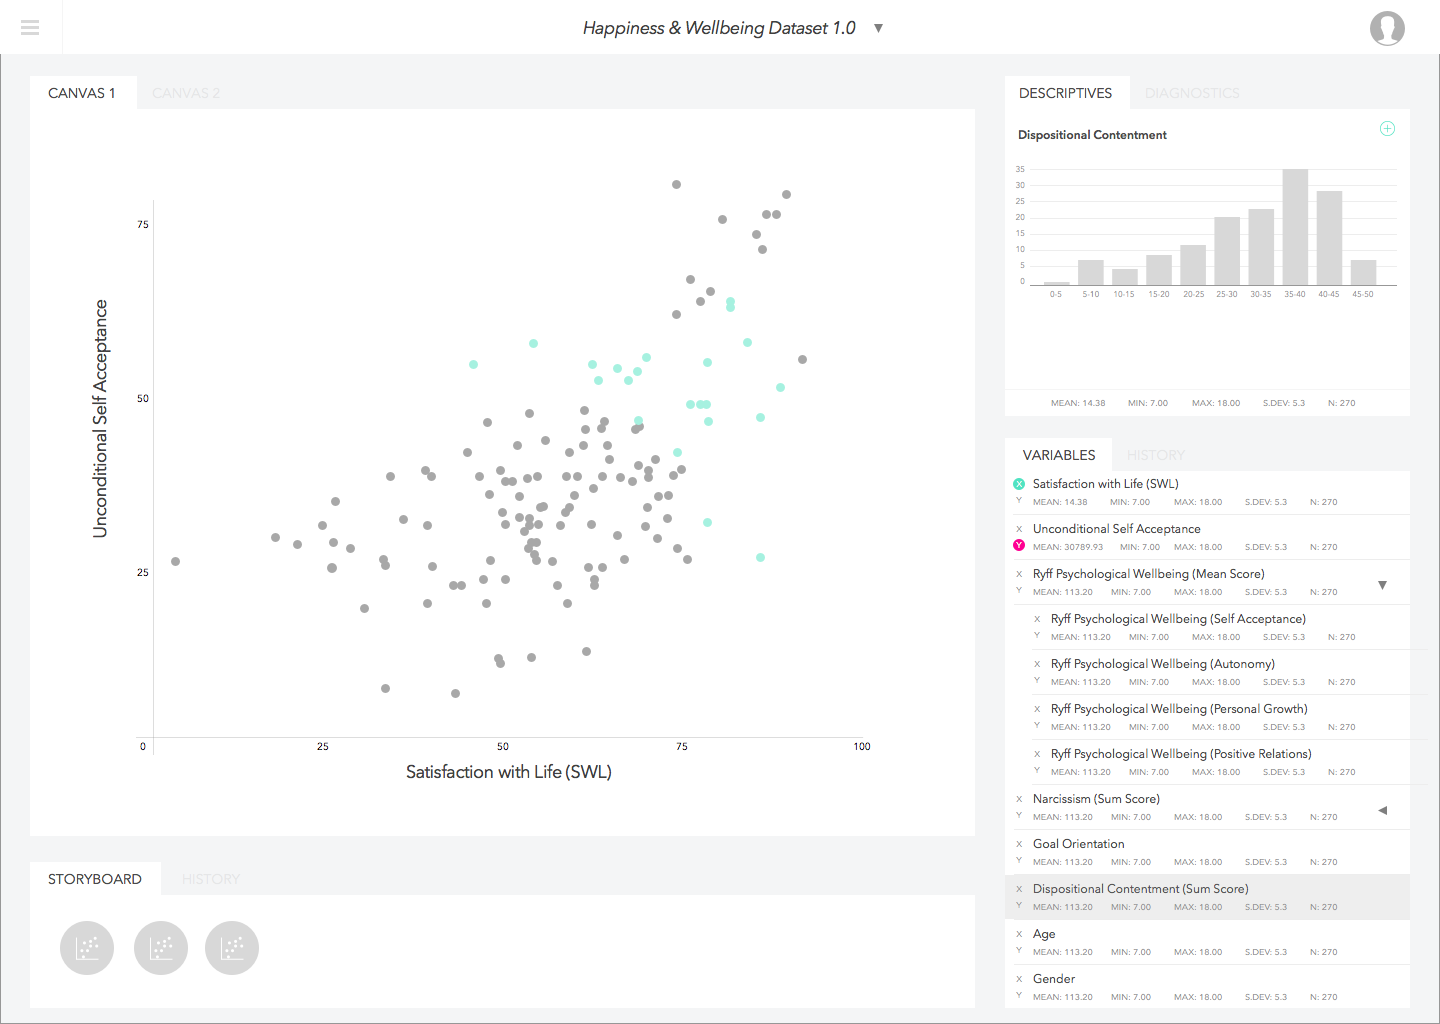 Happiness & Wellbeing Dataset 1.0 ▼
CANVAS 1 CANVAS 2
75
50
25
0 25 50 75 100
Unconditional Self Acceptance
Satisfaction with Life (SWL)
STORYBOARD HISTORY
DESCRIPTIVES DIAGNOSTICS
Dispositional Contentment
35
30
25
20
15
10
5
0
0-5 5-10 10-15 15-20 20-25 25-30 30-35 35-40 40-45 45-50
MEAN: 14.38 MIN: 7.00 MAX: 18.00 S.DEV: 5.3 N: 270
VARIABLES HISTORY
X Satisfaction with Life (SWL)
Y MEAN: 14.38 MIN: 7.00 MAX: 18.00 S.DEV: 5.3 N: 270
X Unconditional Self Acceptance
Y MEAN: 30789.93 MIN: 7.00 MAX: 18.00 S.DEV: 5.3 N: 270
X Ryff Psychological Wellbeing (Mean Score)
Y MEAN: 113.20 MIN: 7.00 MAX: 18.00 S.DEV: 5.3 N: 270
X Ryff Psychological Wellbeing (Self Acceptance)
Y MEAN: 113.20 MIN: 7.00 MAX: 18.00 S.DEV: 5.3 N: 270
X Ryff Psychological Wellbeing (Autonomy)
Y MEAN: 113.20 MIN: 7.00 MAX: 18.00 S.DEV: 5.3 N: 270
X Ryff Psychological Wellbeing (Personal Growth)
Y MEAN: 113.20 MIN: 7.00 MAX: 18.00 S.DEV: 5.3 N: 270
X Ryff Psychological Wellbeing (Positive Relations)
Y MEAN: 113.20 MIN: 7.00 MAX: 18.00 S.DEV: 5.3 N: 270
X Narcissism (Sum Score)
Y MEAN: 113.20 MIN: 7.00 MAX: 18.00 S.DEV: 5.3 N: 270
X Goal Orientation
Y MEAN: 113.20 MIN: 7.00 MAX: 18.00 S.DEV: 5.3 N: 270
X Dispositional Contentment (Sum Score)
Y MEAN: 113.20 MIN: 7.00 MAX: 18.00 S.DEV: 5.3 N: 270
X Age
Y MEAN: 113.20 MIN: 7.00 MAX: 18.00 S.DEV: 5.3 N: 270
X Gender
Y MEAN: 113.20 MIN: 7.00 MAX: 18.00 S.DEV: 5.3 N: 270